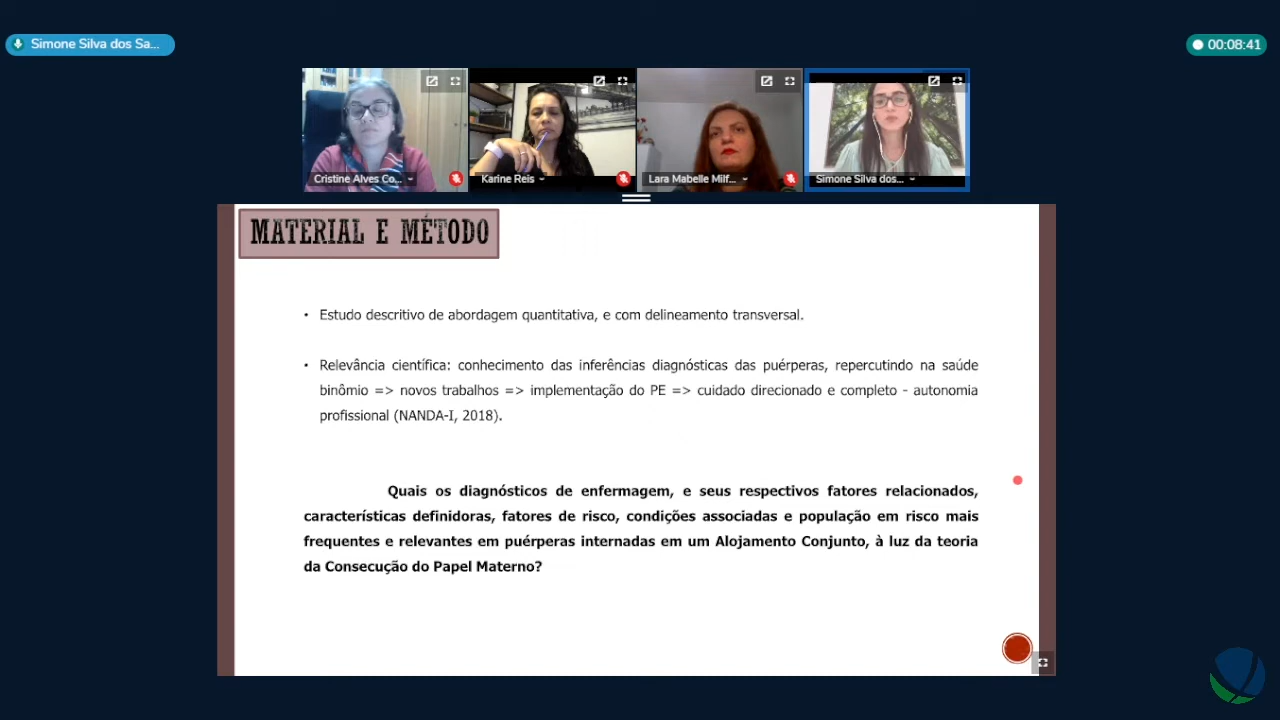 Simone Silva dos Sa...
00:08:41
Cristine Alves Co...
Karine Reis
Lara Mabelle Milf...
Simone Silva dos...
MATERIAL E MÉTODO
• Estudo descritivo de abordagem quantitativa, e com delineamento transversal.
• Relevância científica: conhecimento das inferências diagnósticas das puérperas, repercutindo na saúde
binômio => novos trabalhos => implementação do PE => cuidado direcionado e completo - autonomia
profissional (NANDA-I, 2018).
Quais os diagnósticos de enfermagem, e seus respectivos fatores relacionados,
características definidoras, fatores de risco, condições associadas e população em risco mais
frequentes e relevantes em puérperas internadas em um Alojamento Conjunto, à luz da teoria
da Consecução do Papel Materno?